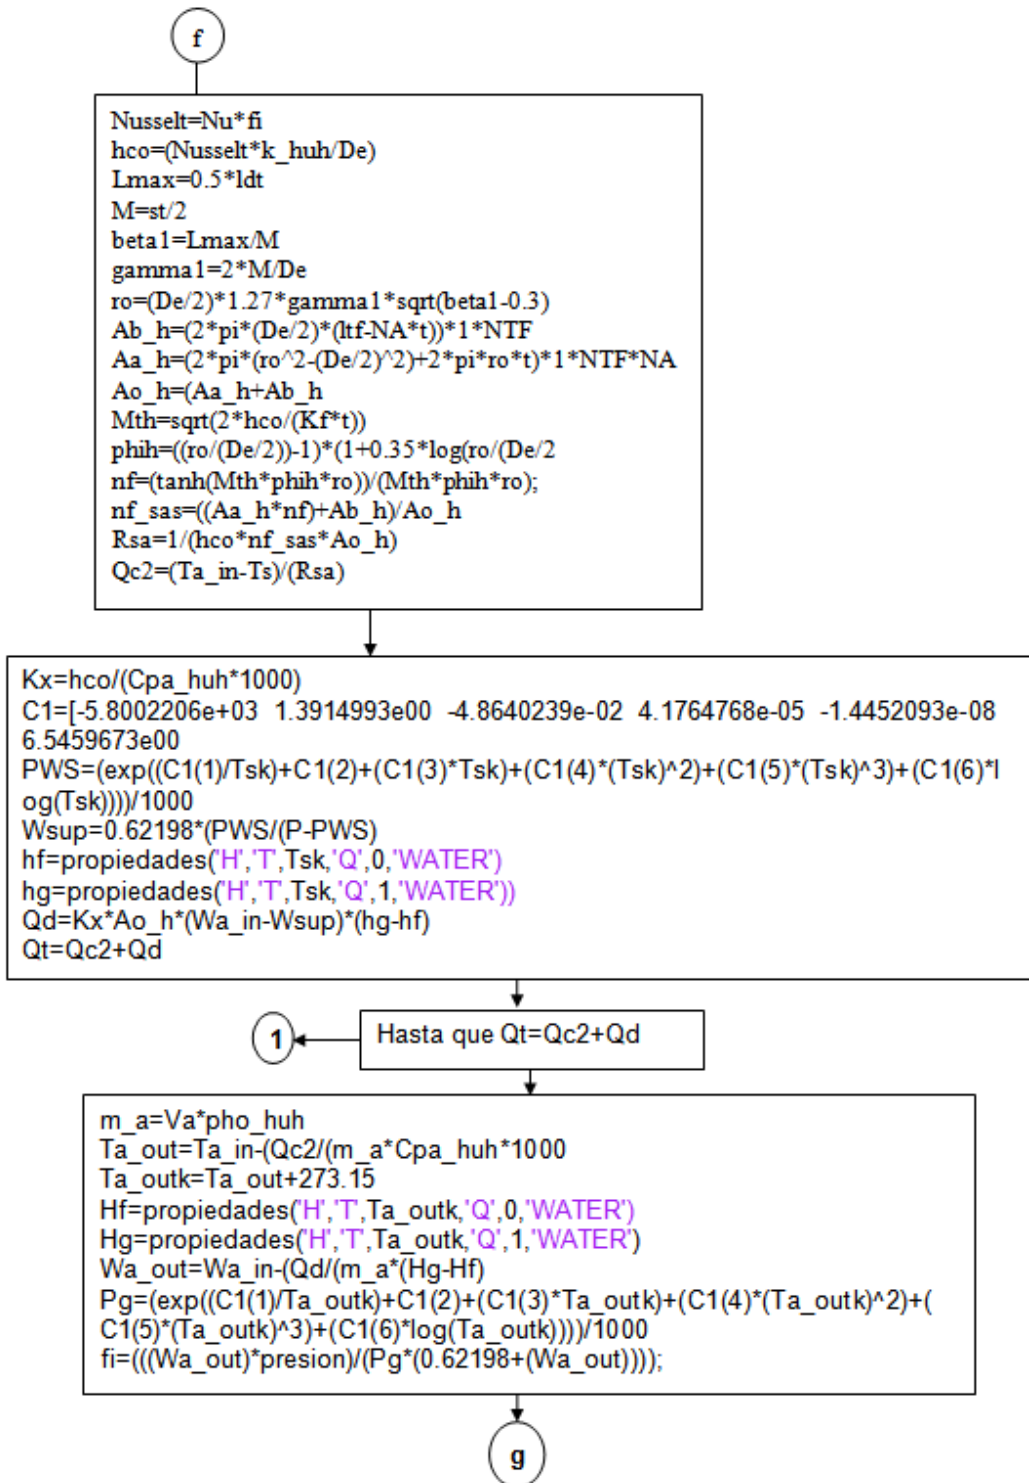 f
Nusselt=Nu*fi
hco=(Nusselt*k_huh/De)
Lmax=0.5*ldt
M=st/2
beta1=Lmax/M
gamma1=2*M/De
ro=(De/2)*1.27*gamma1*sqrt(beta1-0.3)
Ab_h=(2*pi*(De/2)*(ltf-NA*t))*1*NTF
Aa_h=(2*pi*(ro^2-(De/2)^2)+2*pi*ro*t)*1*NTF*NA
Ao_h=(Aa_h+Ab_h
Mth=sqrt(2*hco/(Kf*t))
phih=((ro/(De/2))-1)*(1+0.35*log(ro/(De/2
nf=(tanh(Mth*phih*ro))/(Mth*phih*ro);
nf_sas=((Aa_h*nf)+Ab_h)/Ao_h
Rsa=1/(hco*nf_sas*Ao_h)
Qc2=(Ta_in-Ts)/(Rsa)
Kx=hco/(Cpa_huh*1000)
C1=[-5.8002206e+03 1.3914993e00 -4.8640239e-02 4.1764768e-05 -1.4452093e-08
6.5459673e00
PWS=(exp((C1(1)/Tsk)+C1(2)+(C1(3)*Tsk)+(C1(4)*(Tsk)^2)+(C1(5)*(Tsk)^3)+(C1(6)*l
og(Tsk))))/1000
Wsup=0.62198*(PWS/(P-PWS)
hf=propiedades('H','T',Tsk,'Q',0,'WATER')
hg=propiedades('H','T',Tsk,'Q',1,'WATER'))
Qd=Kx*Ao_h*(Wa_in-Wsup)*(hg-hf)
Qt=Qc2+Qd
1
Hasta que Qt=Qc2+Qd
m_a=Va*pho_huh
Ta_out=Ta_in-(Qc2/(m_a*Cpa_huh*1000
Ta_outk=Ta_out+273.15
Hf=propiedades('H','T',Ta_outk,'Q',0,'WATER')
Hg=propiedades('H','T',Ta_outk,'Q',1,'WATER')
Wa_out=Wa_in-(Qd/(m_a*(Hg-Hf)
Pg=(exp((C1(1)/Ta_outk)+C1(2)+(C1(3)*Ta_outk)+(C1(4)*(Ta_outk)^2)+(
C1(5)*(Ta_outk)^3)+(C1(6)*log(Ta_outk))))/1000
fi=(((Wa_out)*presion)/(Pg*(0.62198+(Wa_out))));
g